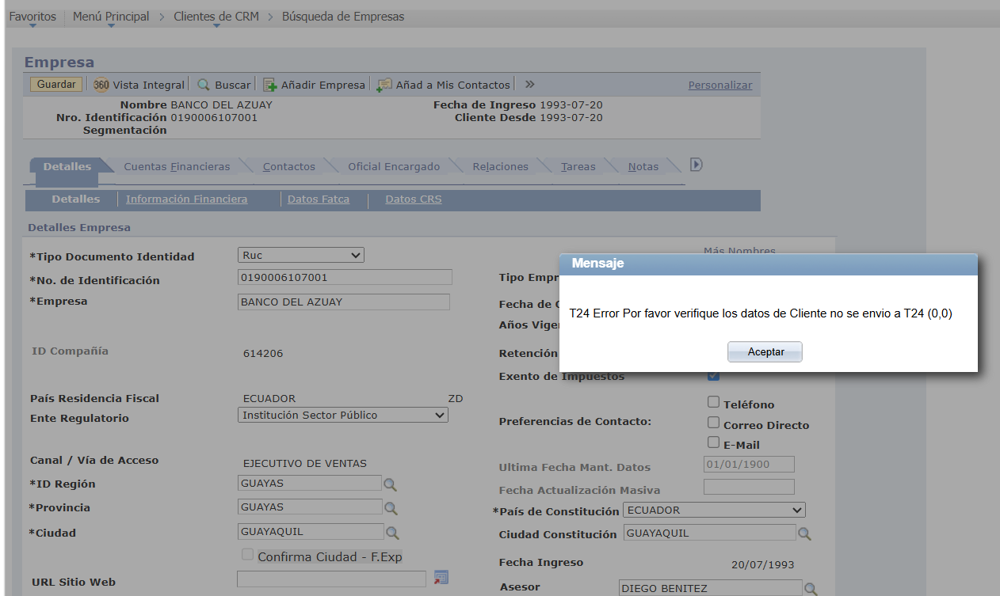 Favoritos Menú Principal > Clientes de CRM > Búsqueda de Empresas
Empresa
Guardar 360 Vista Integral Buscar Añadir Empresa Añad a Mis Contactos » Personalizar
Nombre BANCO DEL AZUAY Fecha de Ingreso 1993-07-20
Nro. Identificación 0190006107001 Cliente Desde 1993-07-20
Segmentación
Detalles Cuentas Financieras Contactos Oficial Encargado Relaciones Tareas Notas
Detalles Información Financiera Datos Fatca Datos CRS
Detalles Empresa
*Tipo Documento Identidad Ruc Más Nombres
*No. de Identificación 0190006107001 Tipo Empr
*Empresa BANCO DEL AZUAY Fecha de
Años Vige
ID Compañía 614206 Retención
Mensaje
T24 Error Por favor verifique los datos de Cliente no se envio a T24 (0,0)
Aceptar
Exento de Impuestos
País Residencia Fiscal ECUADOR ZD
Ente Regulatorio Institución Sector Público
Preferencias de Contacto:
Teléfono
Correo Directo
E-Mail
Canal / Vía de Acceso EJECUTIVO DE VENTAS Ultima Fecha Mant. Datos 01/01/1900
*ID Región GUAYAS Fecha Actualización Masiva
*Provincia GUAYAS *País de Constitución ECUADOR
*Ciudad GUAYAQUIL Ciudad Constitución GUAYAQUIL
Confirma Ciudad - F.Exp Fecha Ingreso 20/07/1993
URL Sitio Web Asesor DIEGO BENITEZ